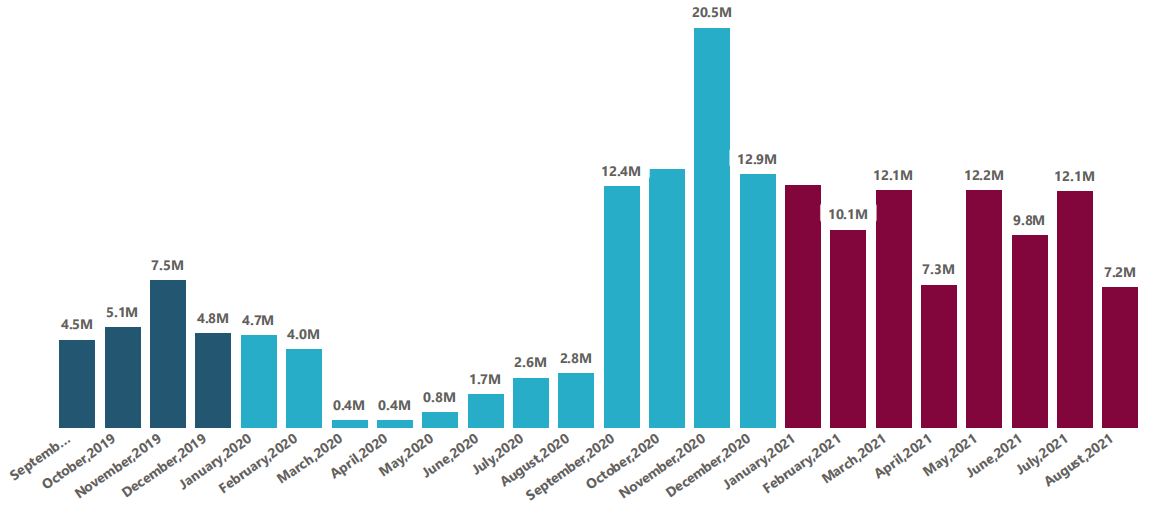 20.5M
12.9M
12.4M
12.1M
12.2M
12.1M
10.1M
9.8M
7.5M
7.3M
7.2M
4.5M
5.1M
4.8M
4.7M
4.0M
2.6M
2.8M
1.7M
0.4M
0.4M
0.8M
Septemb...
October,2019
November,2019
December,2019
January,2020
February,2020
March,2020
April,2020
May,2020
June,2020
July,2020
August,2020
September,2020
October,2020
November,2020
December,2020
January,2021
February,2021
March,2021
April,2021
May,2021
June,2021
July,2021
August,2021